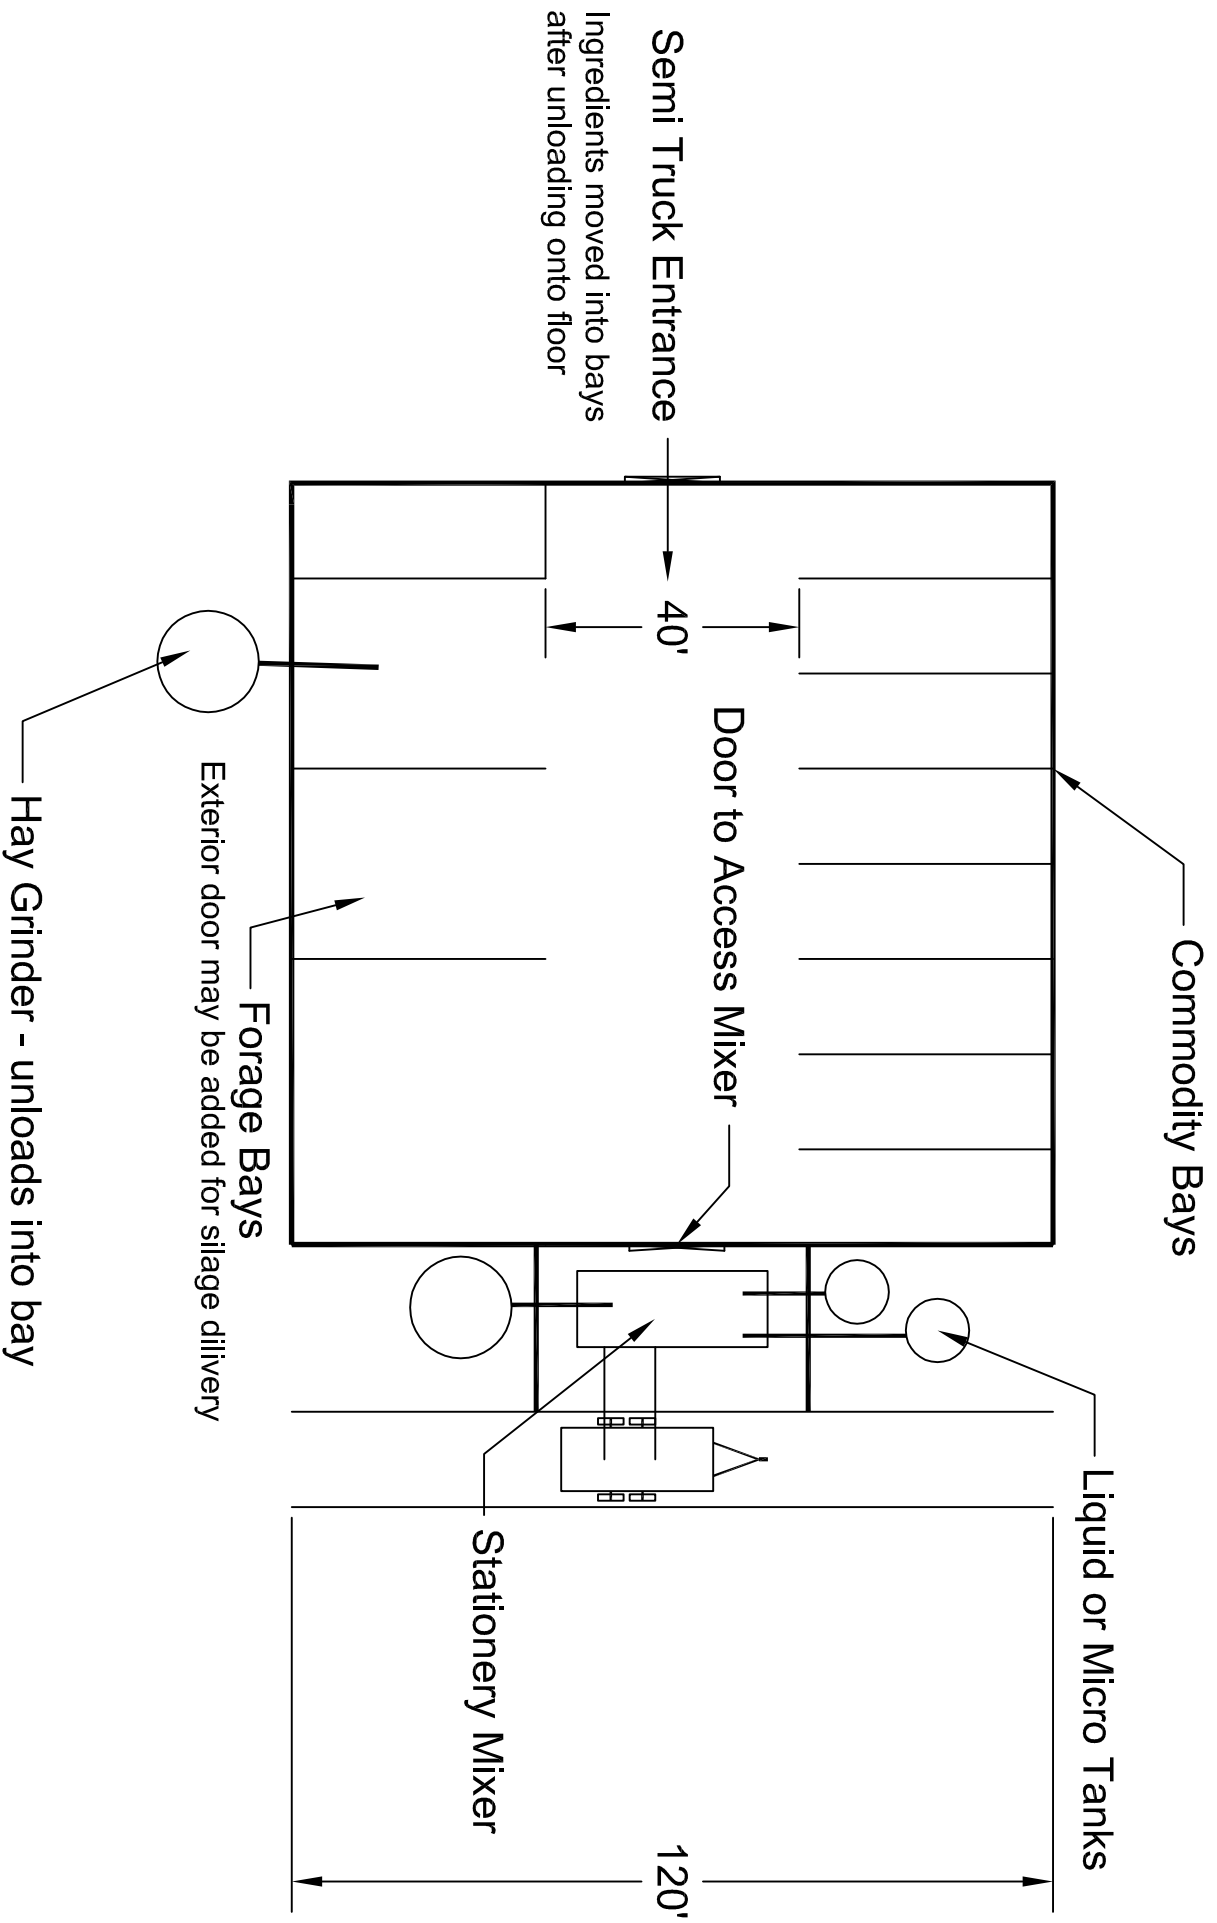 Commodity Bays
Liquid or Micro Tanks
Semi Truck Entrance
Ingredients moved into bays
after unloading onto floor
40'
Door to Access Mixer
120'
Stationery Mixer
Forage Bays
Exterior door may be added for silage dilivery
Hay Grinder - unloads into bay